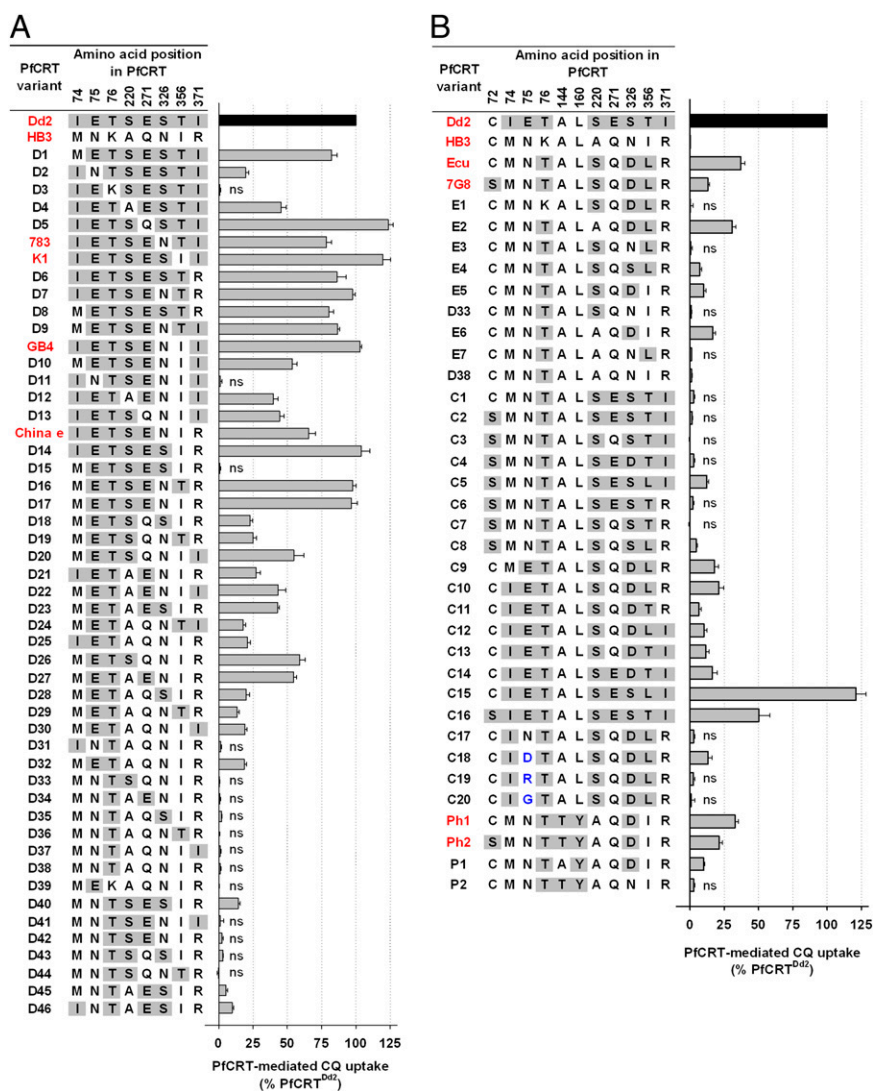 A
PfCRT variant
Amino acid position in PfCRT
74 75 76 220 271 326 356 371
Dd2 I E T S E S T I
HB3 M N K A Q N I R
D1 M E T S E S T I
D2 I N T S E S T I
D3 I E K S E S T I ns
D4 I E T A E S T I
D5 I E T S Q S T I
783 I E T S E N T I
K1 I E T S E S I I
D6 I E T S E S T R
D7 I E T S E N T R
D8 M E T S E S T R
D9 M E T S E N T I
GB4 I E T S E N I I
D10 M E T S E N I I
D11 I N T S E N I I ns
D12 I E T A E N I I
D13 I E T S Q N I I
China e I E T S E N I R
D14 I E T S E S I R
D15 M E T S E S I R ns
D16 M E T S E N T R
D17 M E T S E N I R
D18 M E T S Q S I R
D19 M E T S Q N T R
D20 M E T S Q N I I
D21 I E T A E N I R
D22 M E T A E N I I
D23 M E T A E S I R
D24 M E T A Q N T I
D25 I E T A Q N I R
D26 M E T S Q N I R
D27 M E T A E N I R
D28 M E T A Q S I R
D29 M E T A Q N T R
D30 M E T A Q N I I
D31 I N T A Q N I R ns
D32 M E T A Q N I R
D33 M N T S Q N I R ns
D34 M N T A E N I R ns
D35 M N T A Q S I R ns
D36 M N T A Q N T R ns
D37 M N T A Q N I I ns
D38 M N T A Q N I R ns
D39 M E K A Q N I R ns
D40 M N T S E S I R
D41 M N T S E N I I ns
D42 M N T S E N I R ns
D43 M N T S Q S I R ns
D44 M N T S Q N T R ns
D45 M N T A E S I R
D46 I N T A E S I R
0 25 50 75 100 125
PfCRT-mediated CQ uptake
(% PfCRT^Dd2)
B
PfCRT variant
Amino acid position in PfCRT
72 74 75 76 144 160 220 271 326 356 371
Dd2 C I E T A L S E S T I
HB3 C M N K A L A Q N I R
Ecu C M N T A L S Q D L R
7G8 S M N T A L S Q D L R
E1 C M N K A L S Q D L R ns
E2 C M N T A L A Q D L R
E3 C M N T A L S Q N L R ns
E4 C M N T A L S Q S L R
E5 C M N T A L S Q D I R
D33 C M N T A L S Q N I R ns
E6 C M N T A L A Q D I R
E7 C M N T A L A Q N L R ns
D38 C M N T A L A Q N I R ns
C1 C M N T A L S E S T I ns
C2 S M N T A L S E S T I ns
C3 S M N T A L S Q S T I ns
C4 S M N T A L S E D T I ns
C5 S M N T A L S E S L I
C6 S M N T A L S E S T R ns
C7 S M N T A L S Q S T R ns
C8 S M N T A L S Q S L R
C9 C M E T A L S Q D L R
C10 C I E T A L S Q D L R
C11 C I E T A L S Q D T R
C12 C I E T A L S Q D L I
C13 C I E T A L S Q D T I
C14 C I E T A L S E D T I
C15 C I E T A L S E S L I
C16 S I E T A L S E S T I
C17 C I N T A L S Q D L R ns
C18 C I D T A L S Q D L R
C19 C I R T A L S Q D L R ns
C20 C I G T A L S Q D L R ns
Ph1 C M N T T Y A Q D I R
Ph2 S M N T T Y A Q D I R
P1 C M N T A Y A Q D I R
P2 C M N T T Y A Q N I R ns
0 25 50 75 100 125
PfCRT-mediated CQ uptake
(% PfCRT^Dd2)